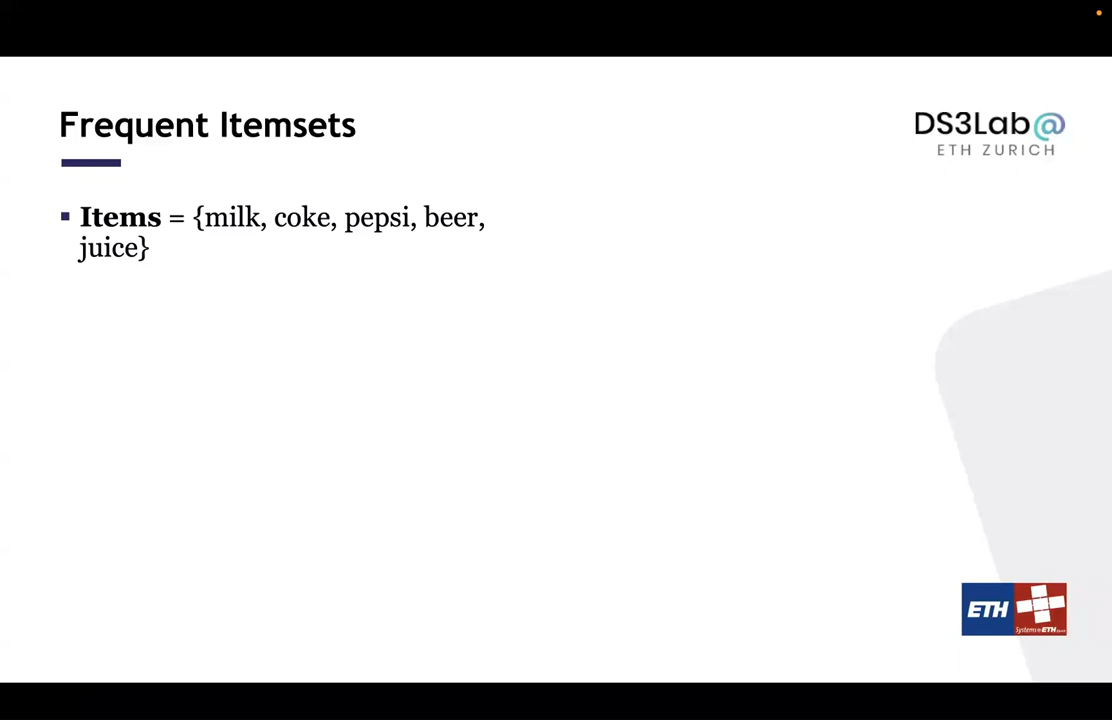 Frequent Itemsets
DS3Lab@
ETH ZURICH
▪ Items = {milk, coke, pepsi, beer,
juice}
ETH
Systems@ETH